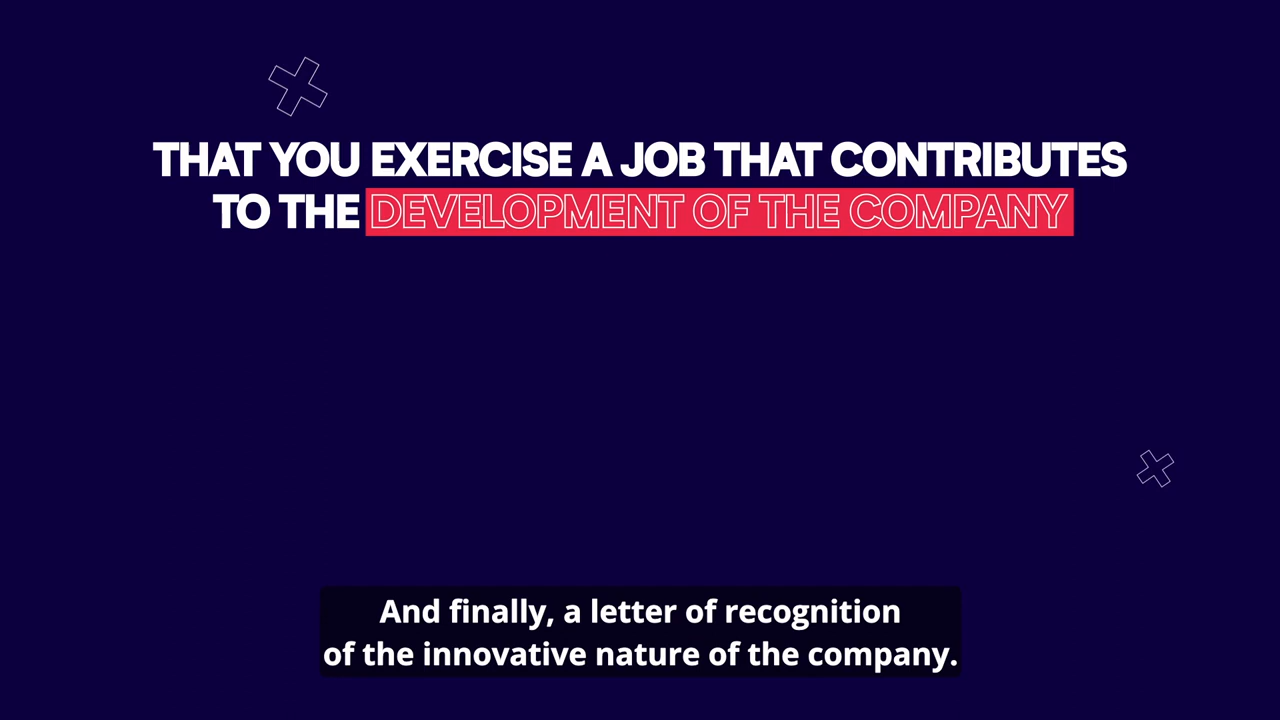 THAT YOU EXERCISE A JOB THAT CONTRIBUTES
TO THE DEVELOPMENT OF THE COMPANY
And finally, a letter of recognition
of the innovative nature of the company.